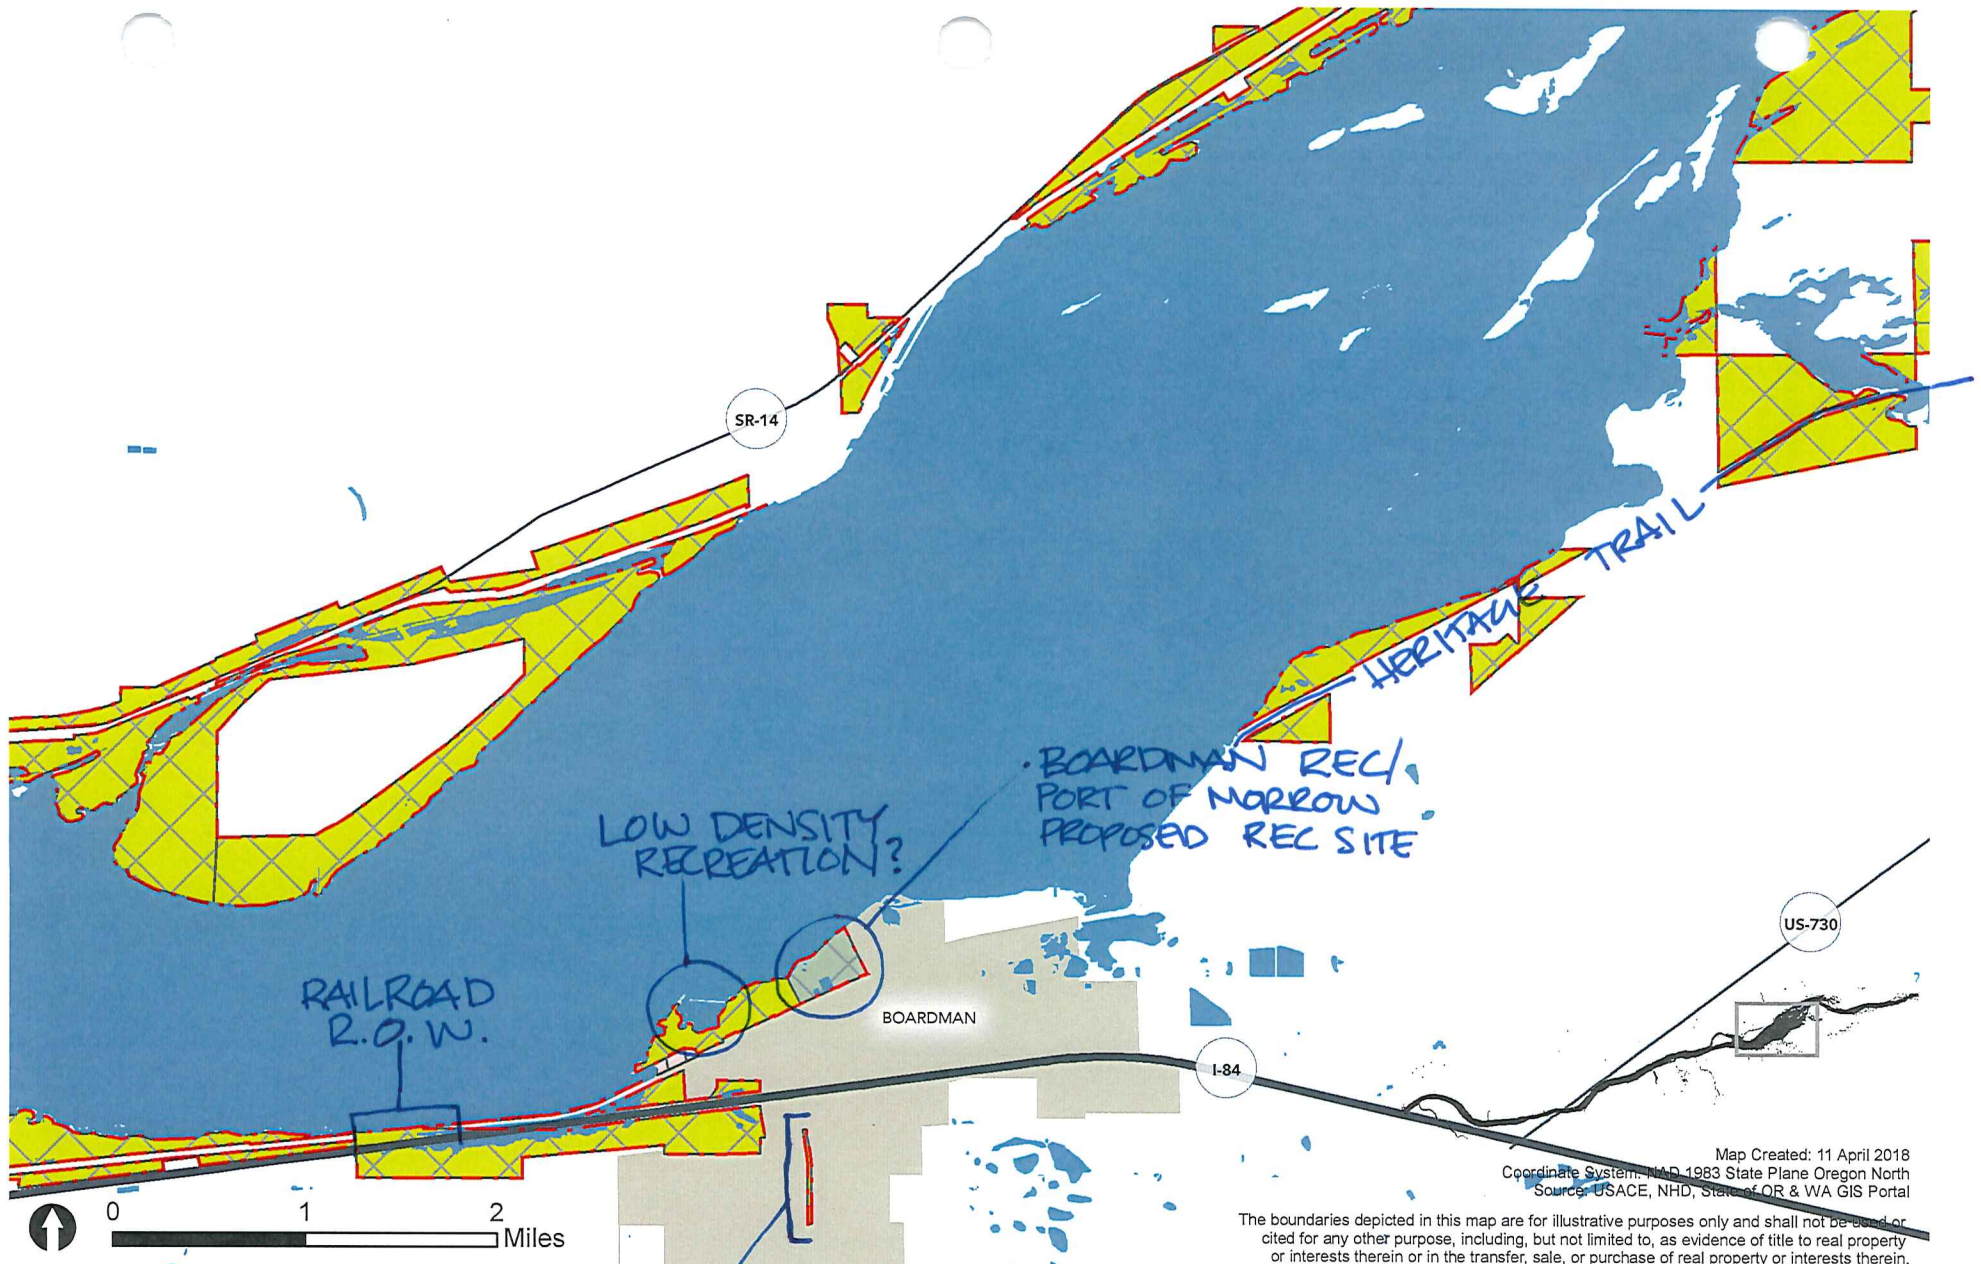 SR-14
HERITAGE TRAIL
BOARDMAN REC/
PORT OF MORROW
PROPOSED REC SITE
LOW DENSITY
RECREATION?
RAILROAD
R.O.W.
BOARDMAN
US-730
I-84
Map Created: 11 April 2018
Coordinate System: NAD 1983 State Plane Oregon North
Source: USACE, NHD, State of OR & WA GIS Portal
0 1 2
Miles
The boundaries depicted in this map are for illustrative purposes only and shall not be used or
cited for any other purpose, including, but not limited to, as evidence of title to real property
or interests therein or in the transfer, sale, or purchase of real property or interests therein.